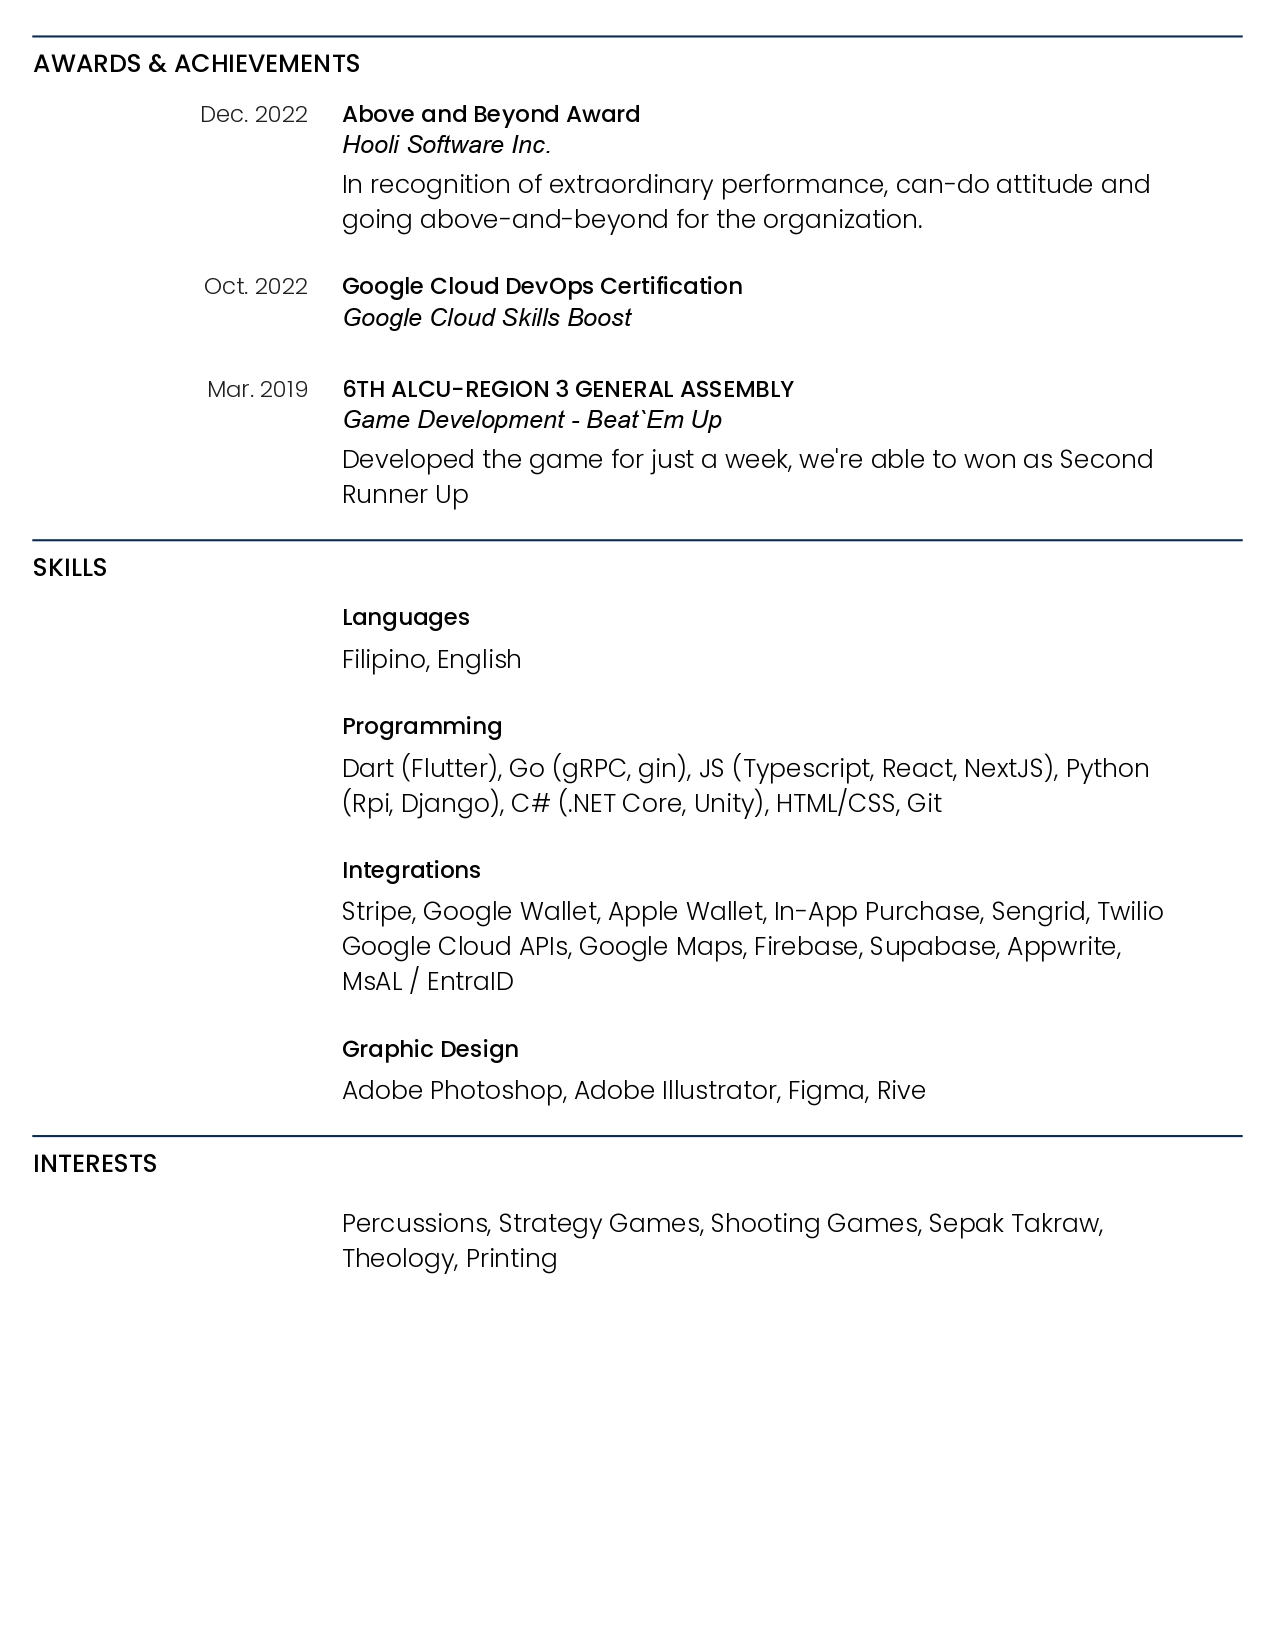 AWARDS & ACHIEVEMENTS
Dec. 2022
Above and Beyond Award
Hooli Software Inc.
In recognition of extraordinary performance, can-do attitude and
going above-and-beyond for the organization.
Oct. 2022
Google Cloud DevOps Certification
Google Cloud Skills Boost
Mar. 2019
6TH ALCU-REGION 3 GENERAL ASSEMBLY
Game Development - Beat`Em Up
Developed the game for just a week, we're able to won as Second
Runner Up
SKILLS
Languages
Filipino, English
Programming
Dart (Flutter), Go (gRPC, gin), JS (Typescript, React, NextJS), Python
(Rpi, Django), C# (.NET Core, Unity), HTML/CSS, Git
Integrations
Stripe, Google Wallet, Apple Wallet, In-App Purchase, Sengrid, Twilio
Google Cloud APIs, Google Maps, Firebase, Supabase, Appwrite,
MsAL / EntraID
Graphic Design
Adobe Photoshop, Adobe Illustrator, Figma, Rive
INTERESTS
Percussions, Strategy Games, Shooting Games, Sepak Takraw,
Theology, Printing